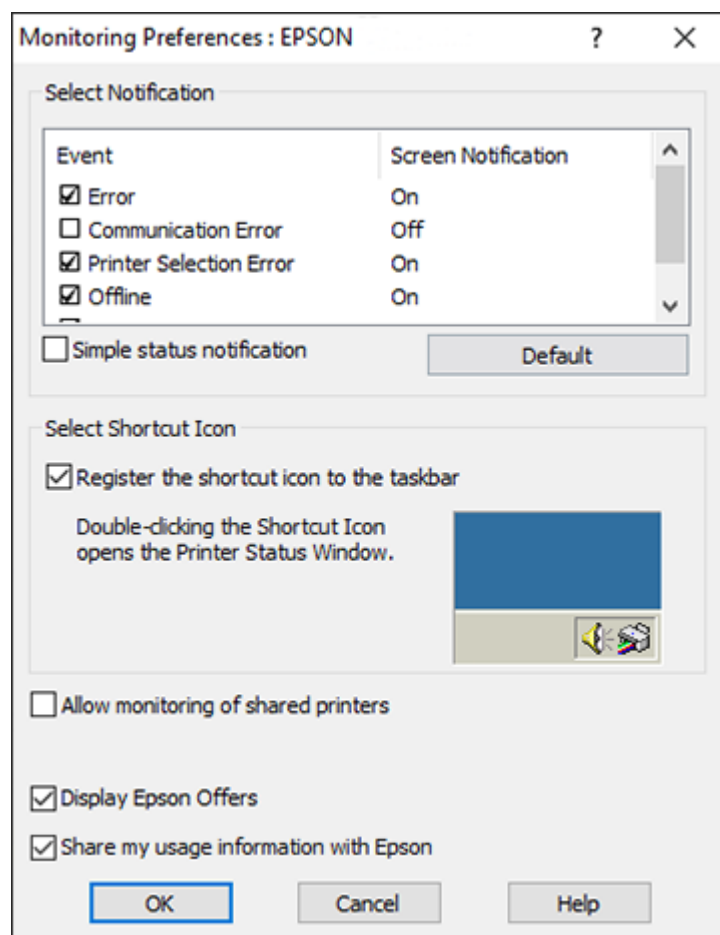 Monitoring Preferences : EPSON ?
Select Notification
Event Screen Notification
Error On
Communication Error Off
Printer Selection Error On
Offline On
Simple status notification
Default
Select Shortcut Icon
Register the shortcut icon to the taskbar
Double-clicking the Shortcut Icon
opens the Printer Status Window.
Allow monitoring of shared printers
Display Epson Offers
Share my usage information with Epson
OK Cancel Help